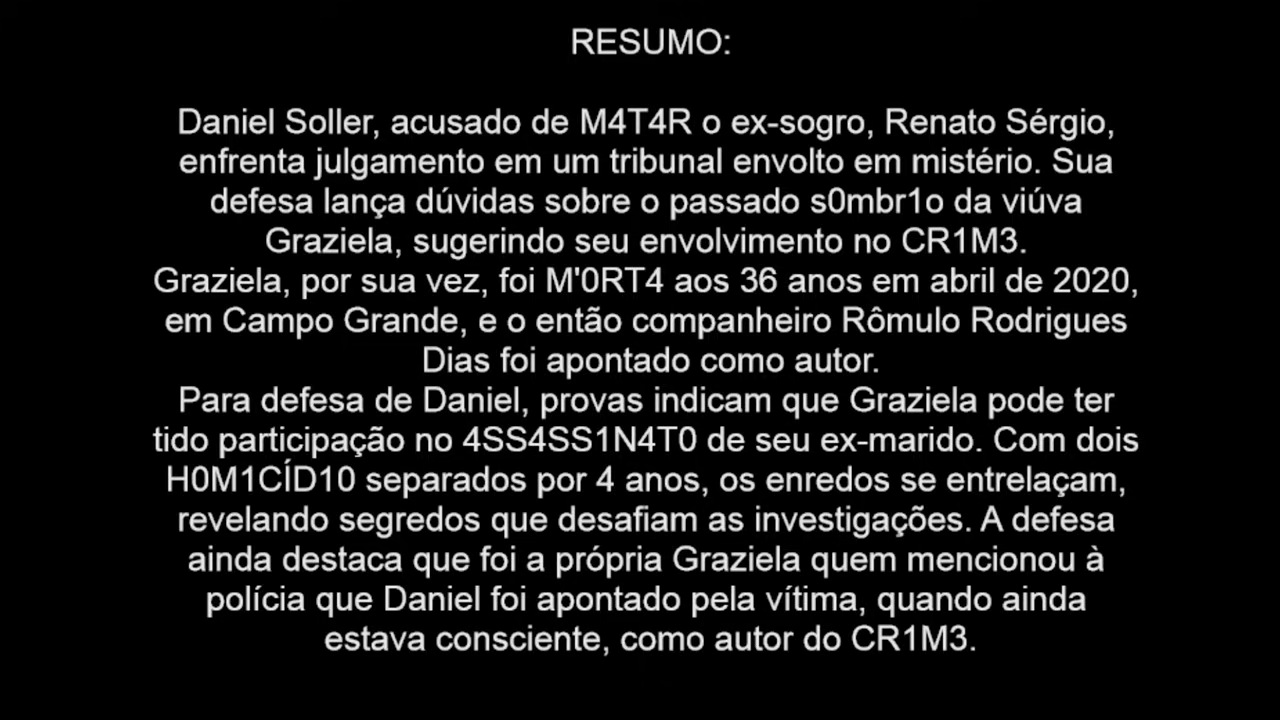 RESUMO:
Daniel Soller, acusado de M4T4R o ex-sogro, Renato Sérgio,
enfrenta julgamento em um tribunal envolto em mistério. Sua
defesa lança dúvidas sobre o passado s0mbr1o da viúva
Graziela, sugerindo seu envolvimento no CR1M3.
Graziela, por sua vez, foi M'0RT4 aos 36 anos em abril de 2020,
em Campo Grande, e o então companheiro Rômulo Rodrigues
Dias foi apontado como autor.
Para defesa de Daniel, provas indicam que Graziela pode ter
tido participação no 4SS4SS1N4T0 de seu ex-marido. Com dois
H0M1CÍD10 separados por 4 anos, os enredos se entrelaçam,
revelando segredos que desafiam as investigações. A defesa
ainda destaca que foi a própria Graziela quem mencionou à
polícia que Daniel foi apontado pela vítima, quando ainda
estava consciente, como autor do CR1M3.